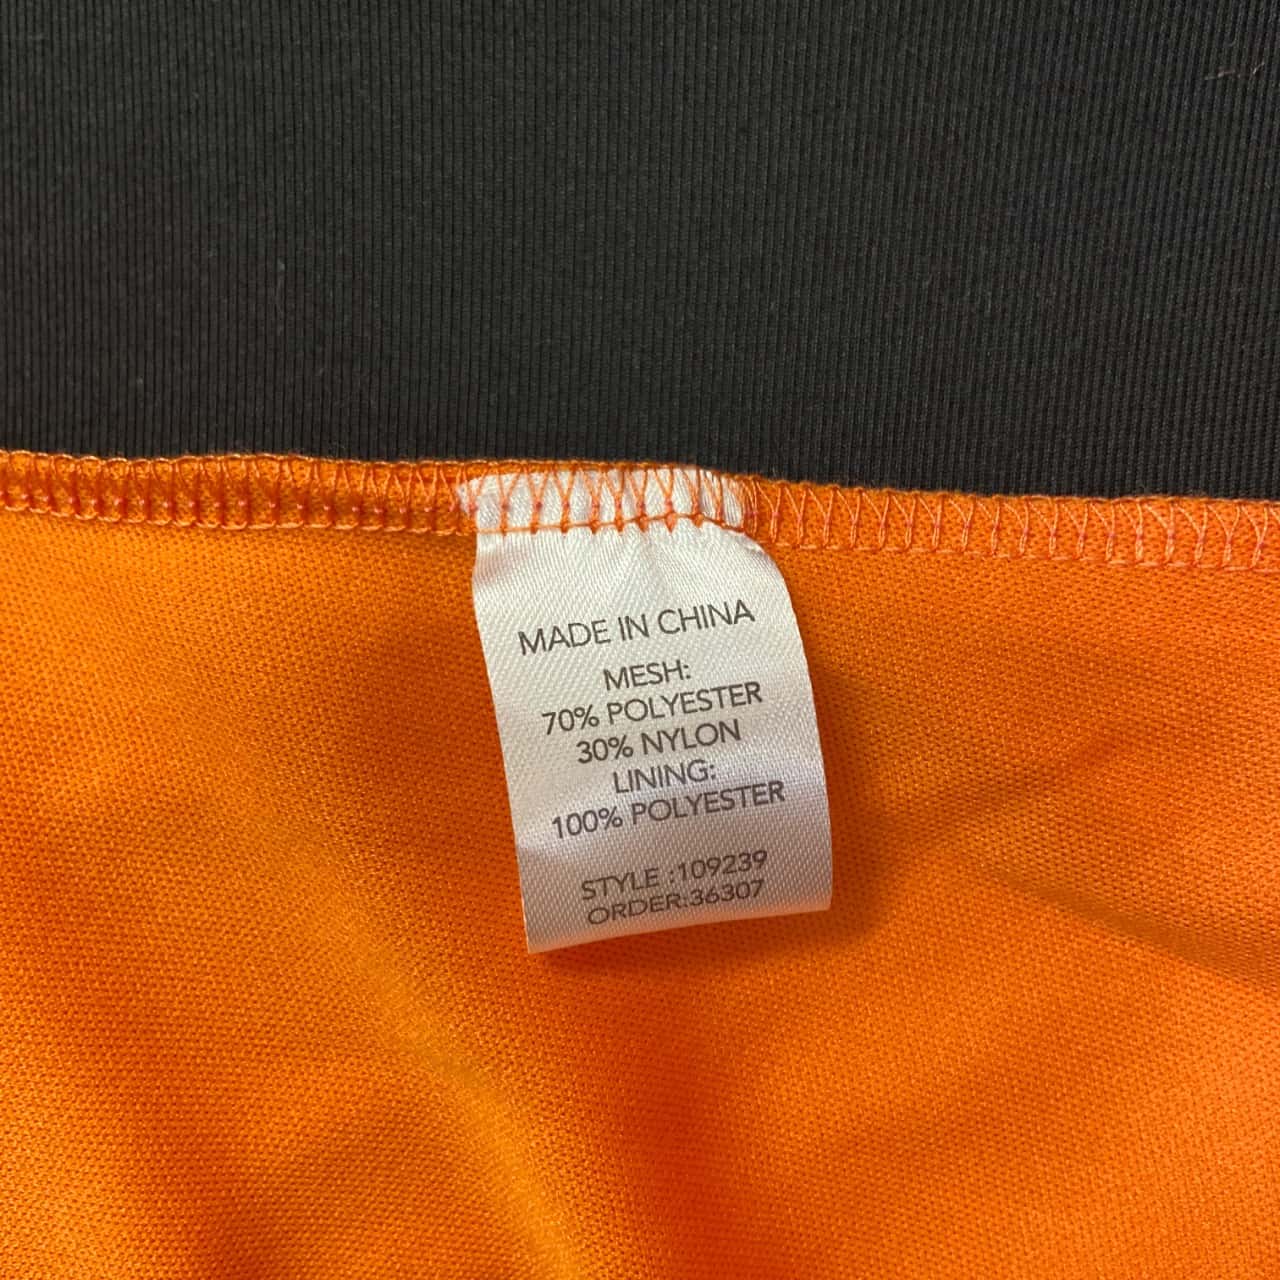 MADE IN CHINA
MESH:
70% POLYESTER
30% NYLON
LINING:
100% POLYESTER
STYLE :109239
ORDER:36307